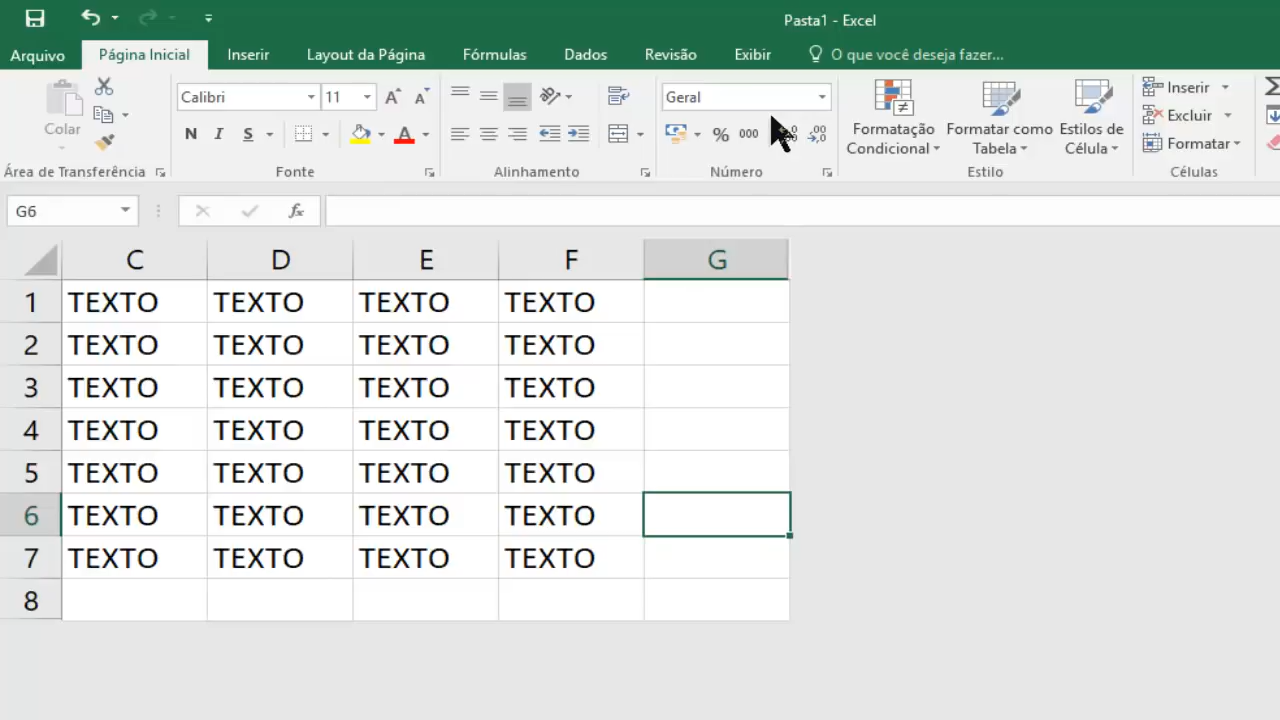 Pasta1 - Excel
Arquivo Página Inicial Inserir Layout da Página Fórmulas Dados Revisão Exibir O que você deseja fazer...
Colar
Calibri 11
N I S A
Geral
% 000
Formatação Condicional
Formatar como Tabela
Estilos de Célula
Inserir
Excluir
Formatar
Área de Transferência Fonte Alinhamento Número Estilo Células
G6 fx
C D E F G
1 TEXTO TEXTO TEXTO TEXTO
2 TEXTO TEXTO TEXTO TEXTO
3 TEXTO TEXTO TEXTO TEXTO
4 TEXTO TEXTO TEXTO TEXTO
5 TEXTO TEXTO TEXTO TEXTO
6 TEXTO TEXTO TEXTO TEXTO
7 TEXTO TEXTO TEXTO TEXTO
8